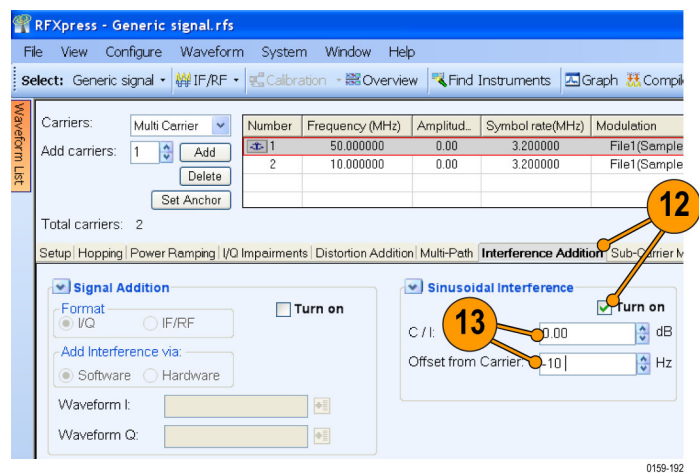 RFXpress - Generic signal.rfs
File View Configure Waveform System Window Help
Select: Generic signal IF/RF Calibration Overview Find Instruments Graph Compil
Waveform List
Carriers: Multi Carrier
Add carriers: 1 Add
Delete
Set Anchor
Total carriers: 2
Number Frequency (MHz) Amplitud... Symbol rate(MHz) Modulation
1 50.000000 0.00 3.200000 File1(Sample
2 10.000000 0.00 3.200000 File1(Sample
12
Setup Hopping Power Ramping I/Q Impairments Distortion Addition Multi-Path Interference Addition Sub-Carrier M
Signal Addition
Turn on
Format
I/Q IF/RF
Add Interference via:
Software Hardware
Waveform I:
Waveform Q:
Sinusoidal Interference
Turn on
13
C / I: 0.00 dB
Offset from Carrier: -10 Hz
0159-192